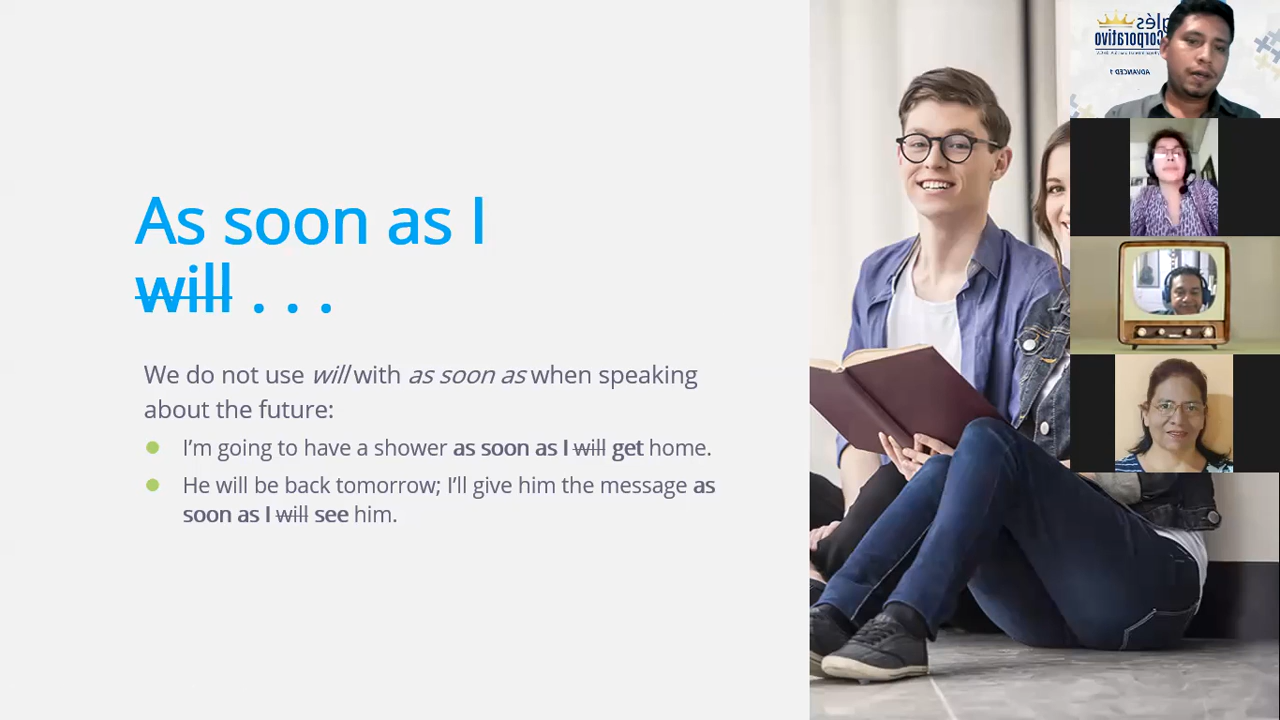 As soon as I
will . . .
We do not use will with as soon as when speaking
about the future:
I’m going to have a shower as soon as I will get home.
He will be back tomorrow; I’ll give him the message as
soon as I will see him.
Corporativo
ADVANCED 1